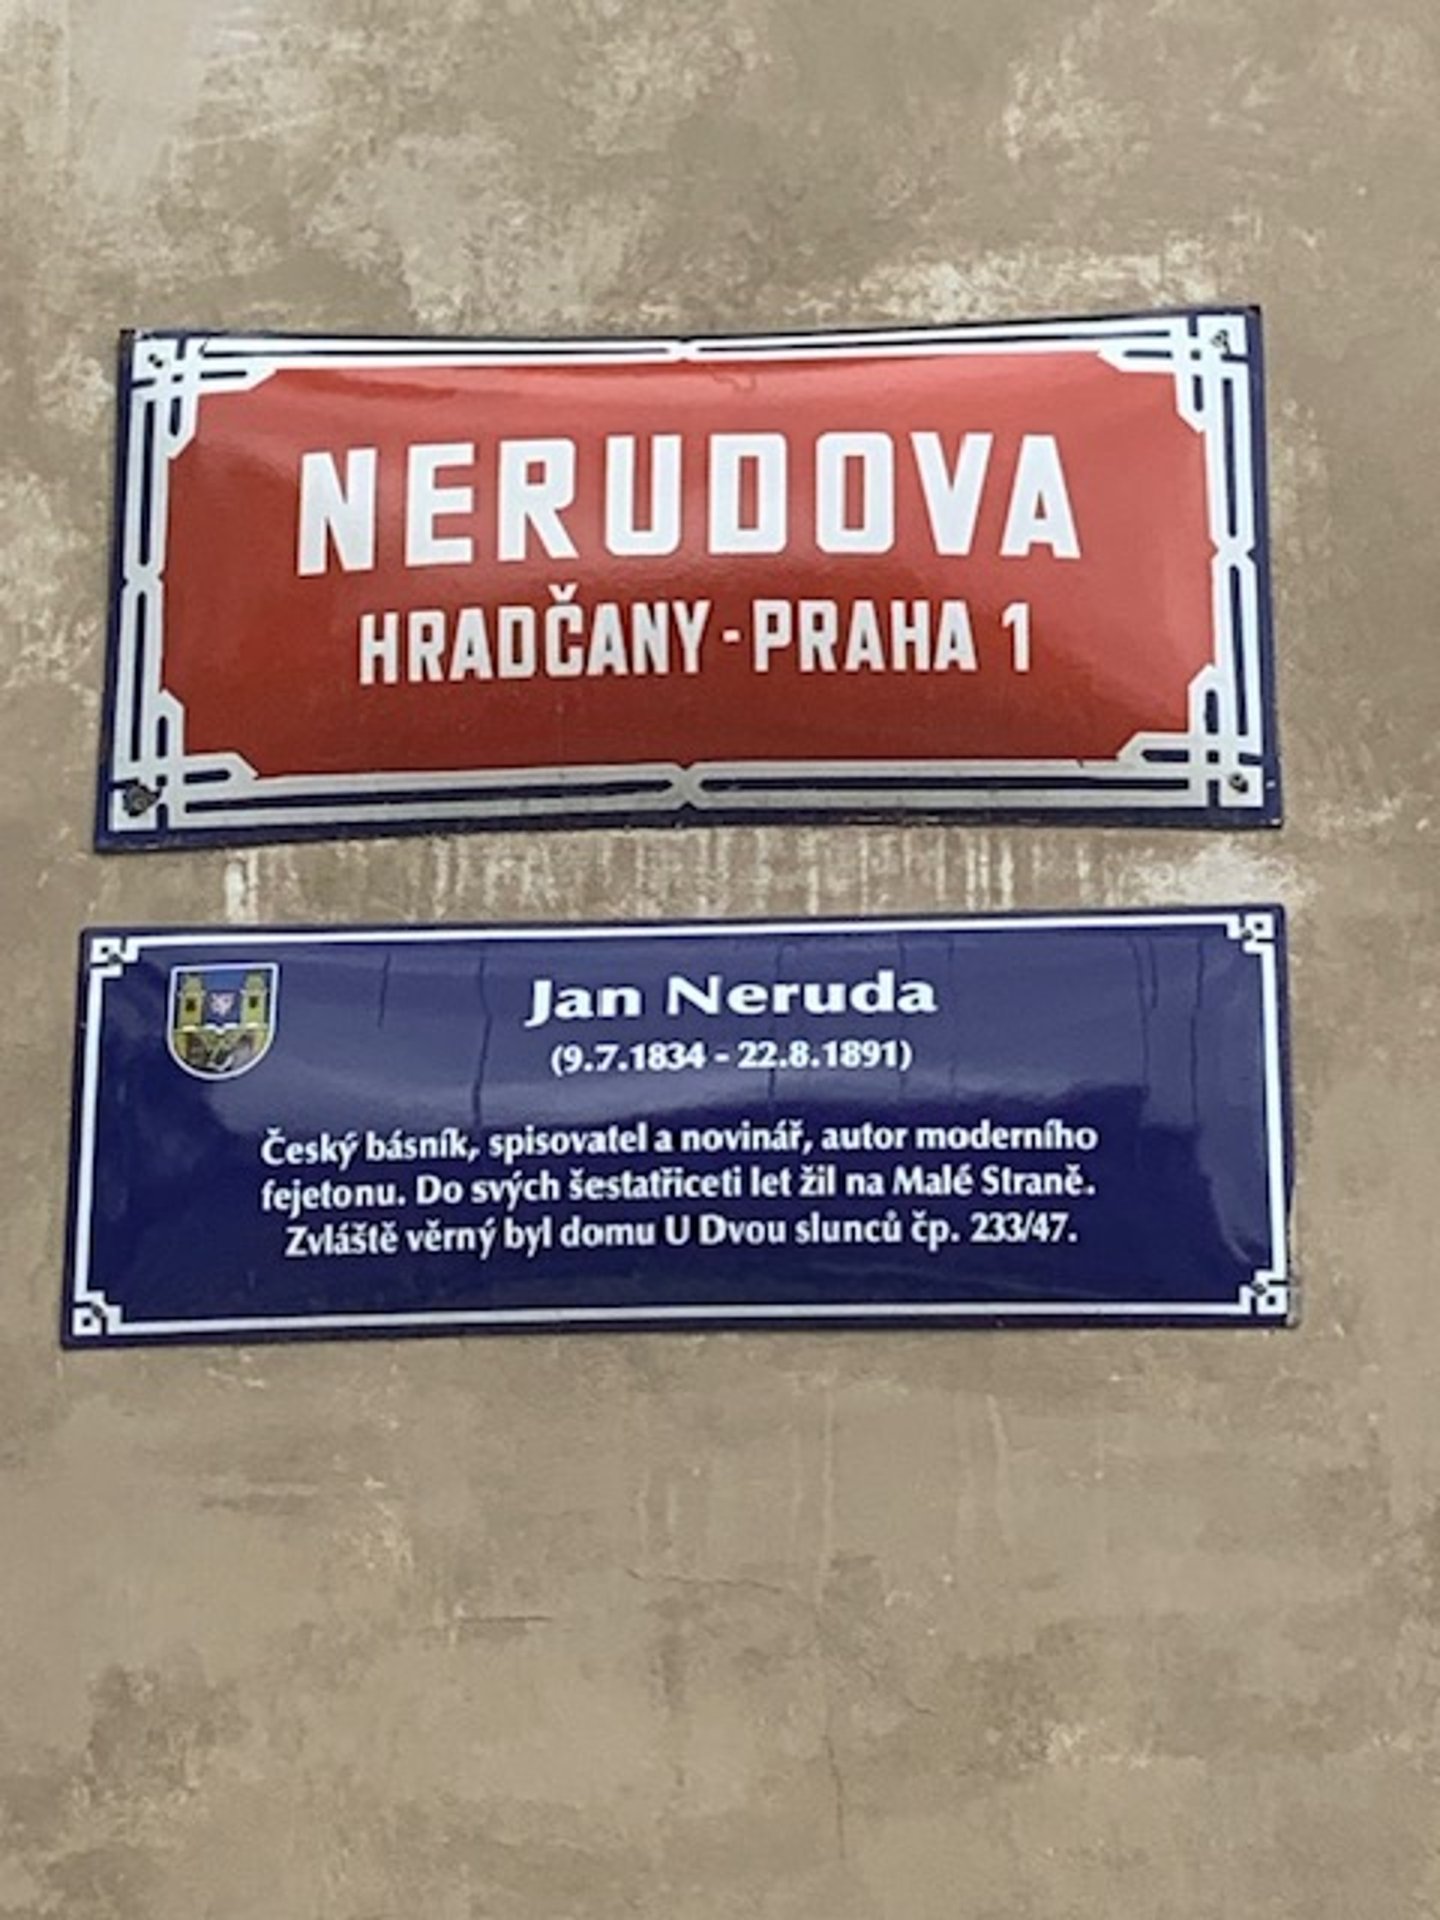 NERUDOVA
HRADČANY - PRAHA 1
Jan Neruda
(9.7.1834 - 22.8.1891)
Český básník, spisovatel a novinář, autor moderního
fejetonu. Do svých šestatřiceti let žil na Malé Straně.
Zvláště věrný byl domu U Dvou slunců čp. 233/47.